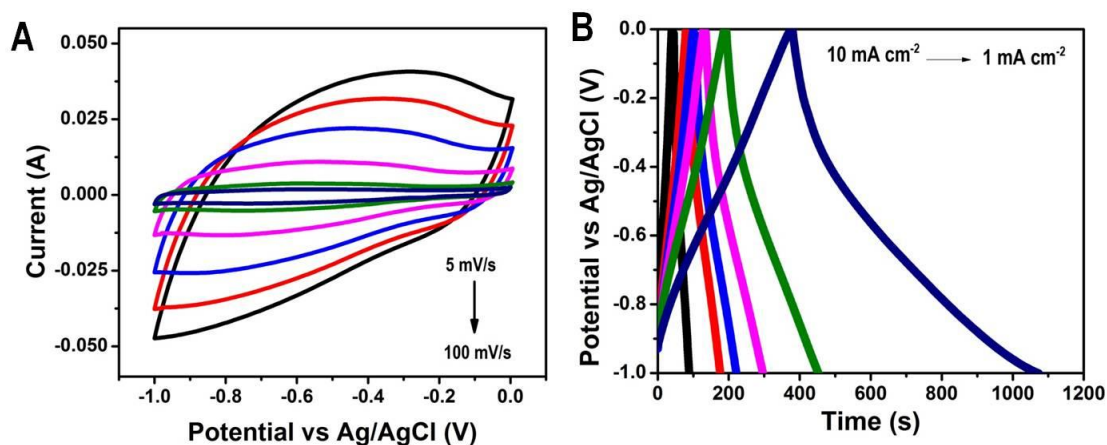 A
0.050
0.025
0.000
-0.025
-0.050
Current (A)
5 mV/s
100 mV/s
-1.0 -0.8 -0.6 -0.4 -0.2 0.0
Potential vs Ag/AgCl (V)
B
0.0
-0.2
-0.4
-0.6
-0.8
-1.0
Potential vs Ag/AgCl (V)
10 mA cm⁻² → 1 mA cm⁻²
0 200 400 600 800 1000 1200
Time (s)